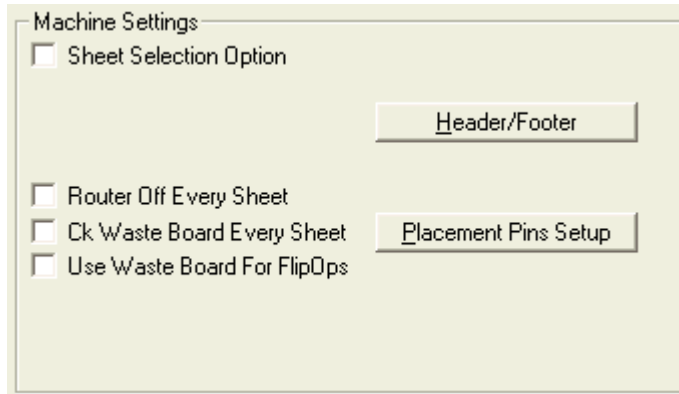 Machine Settings
Sheet Selection Option
Header/Footer
Router Off Every Sheet
Ck Waste Board Every Sheet
Placement Pins Setup
Use Waste Board For FlipOps